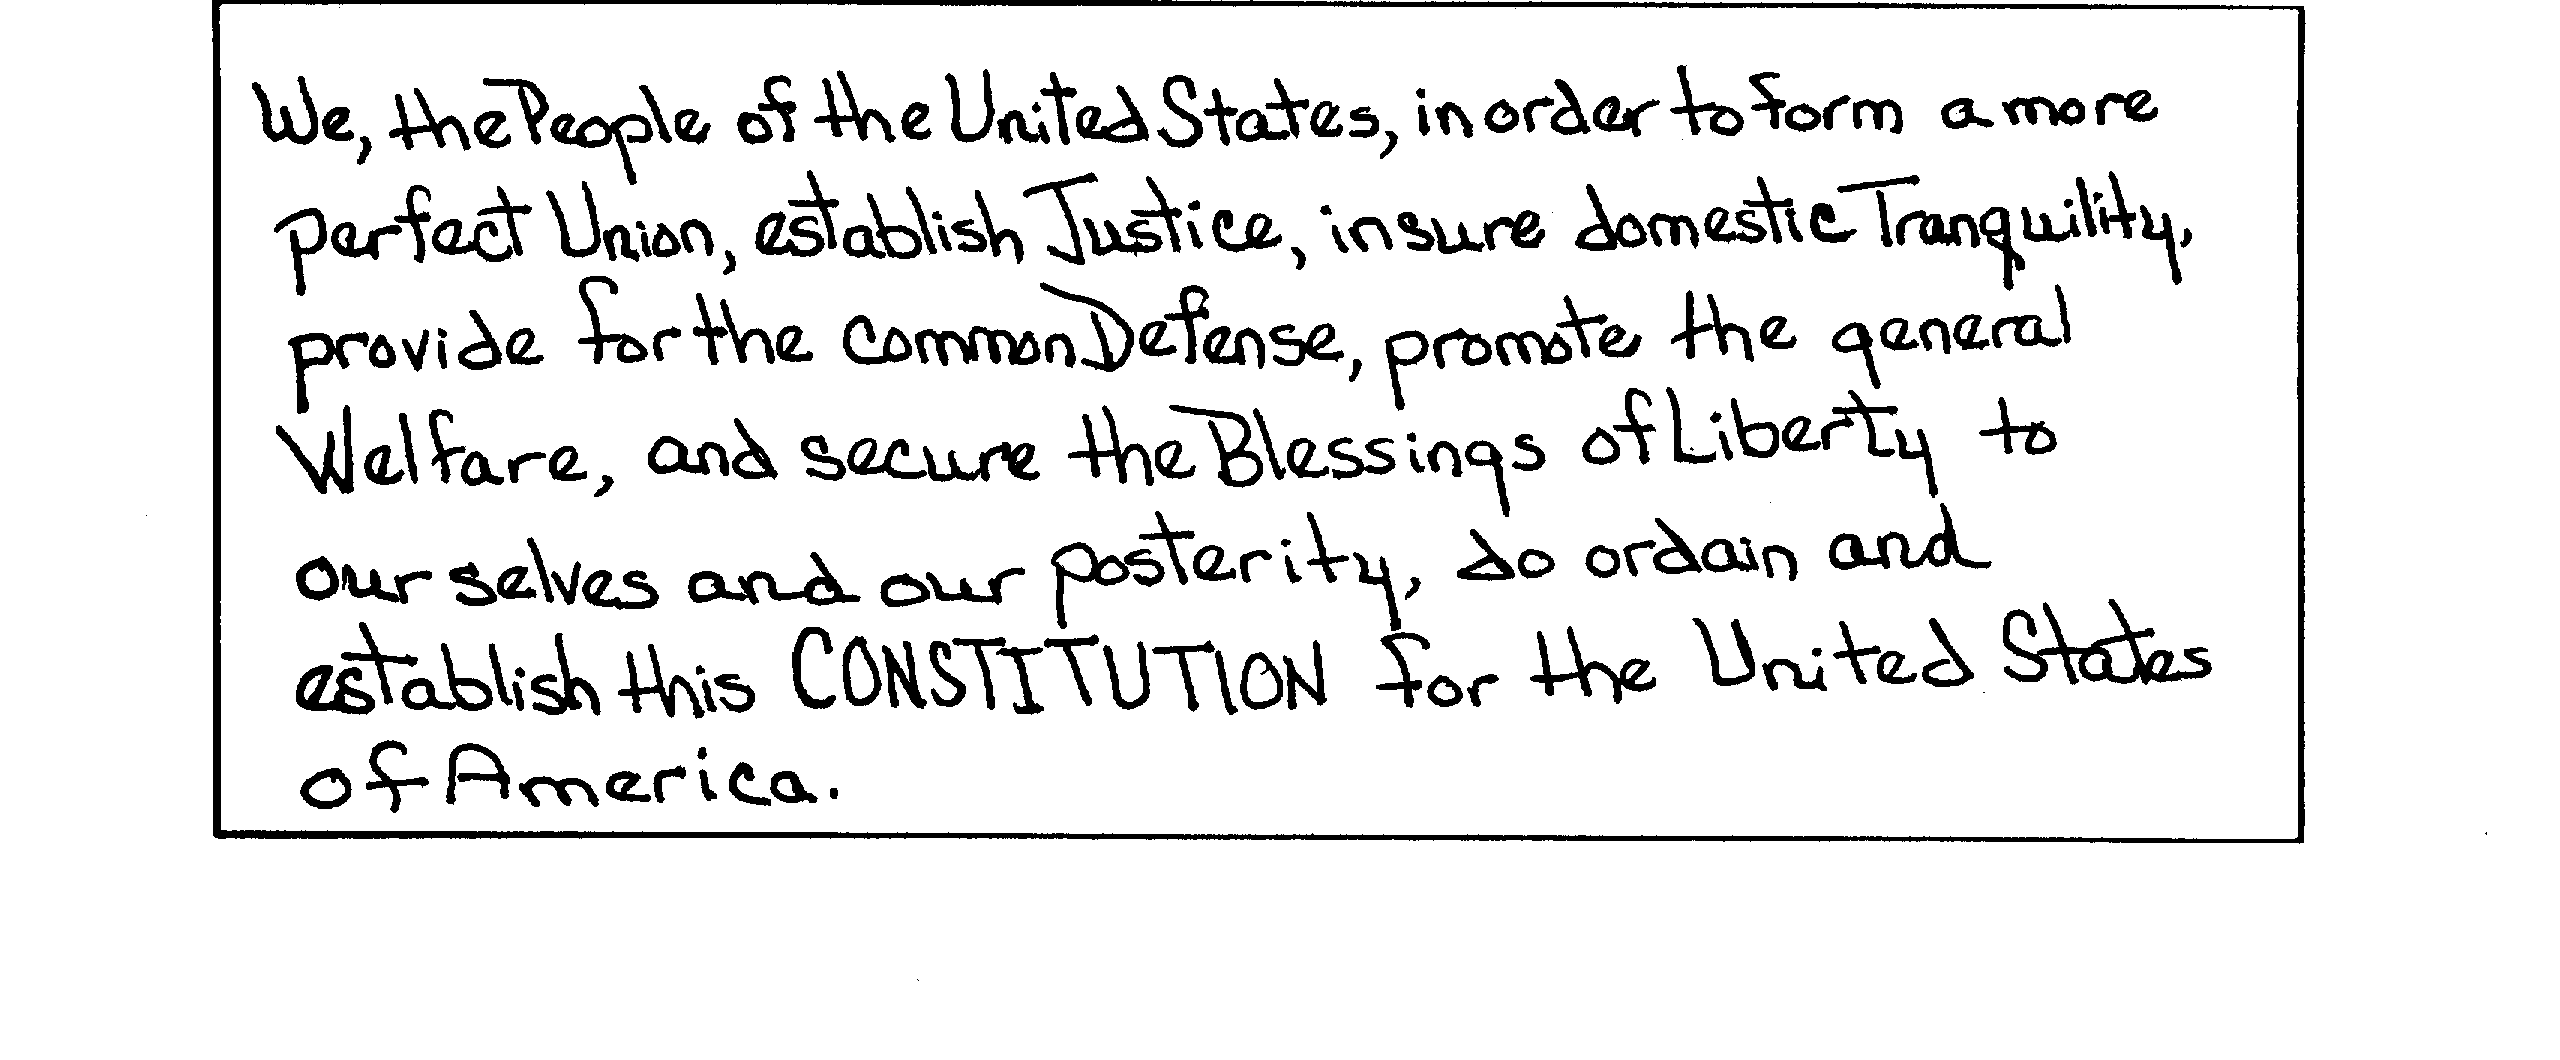 We, the People of the United States, in order to form a more
perfect Union, establish Justice, insure domestic Tranquility,
provide for the common Defense, promote the general
Welfare, and secure the Blessings of Liberty to
our selves and our posterity, do ordain and
establish this CONSTITUTION for the United States
of America.